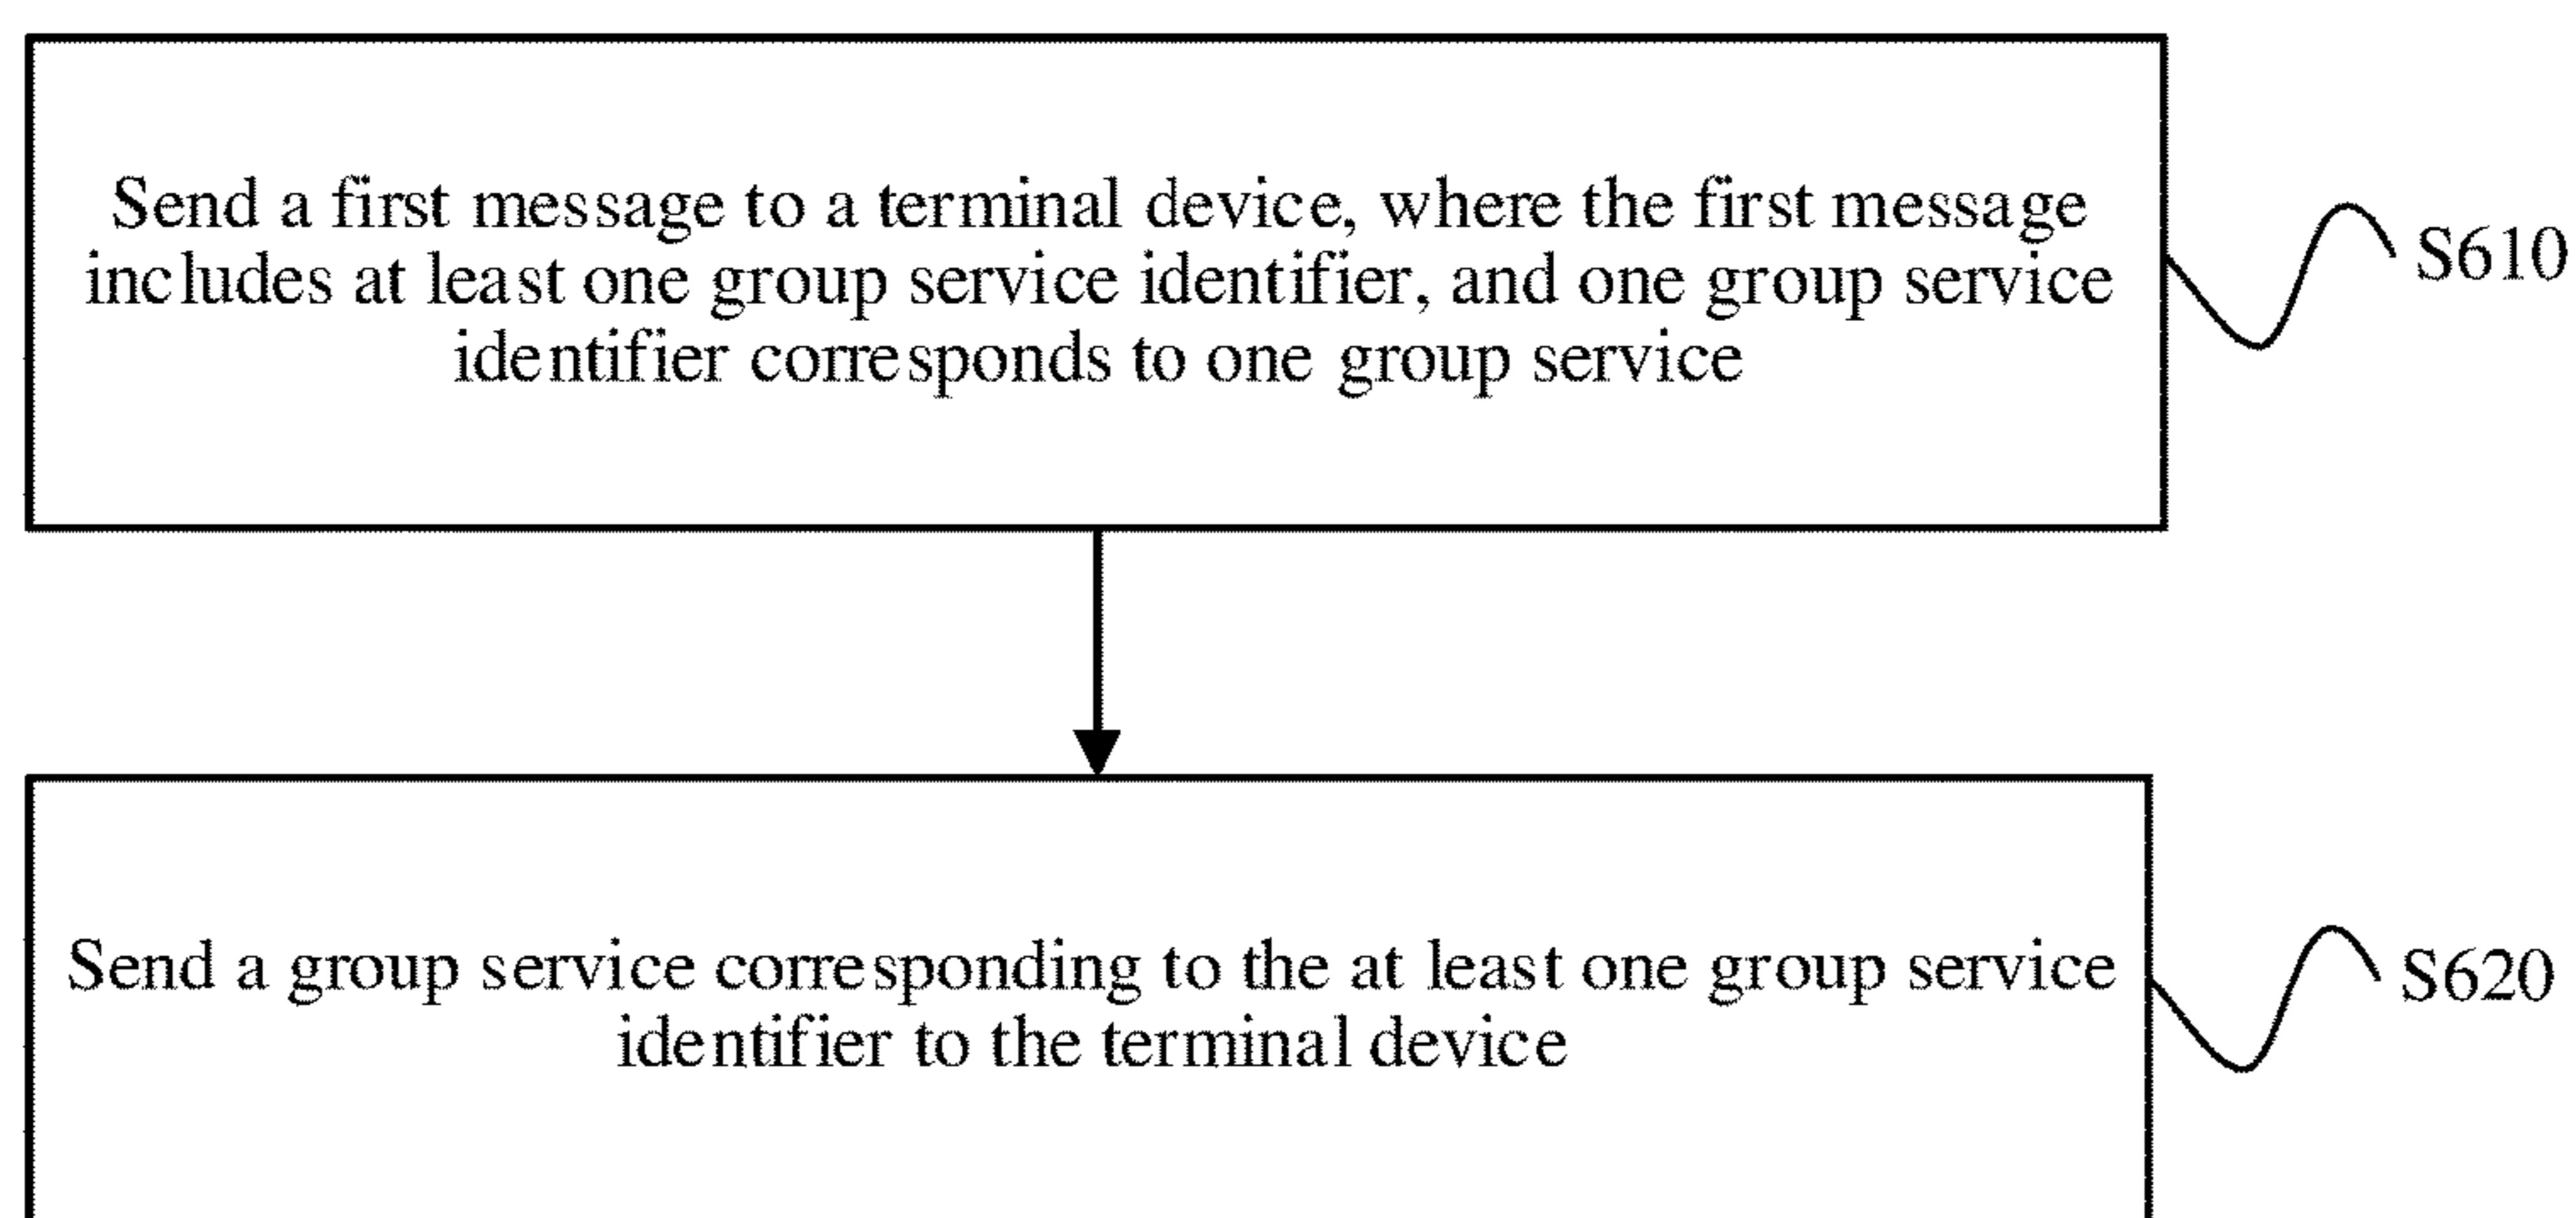 Send a first message to a terminal device, where the first message
includes at least one group service identifier, and one group service
identifier corresponds to one group service
S610
Send a group service corresponding to the at least one group service
identifier to the terminal device
S620